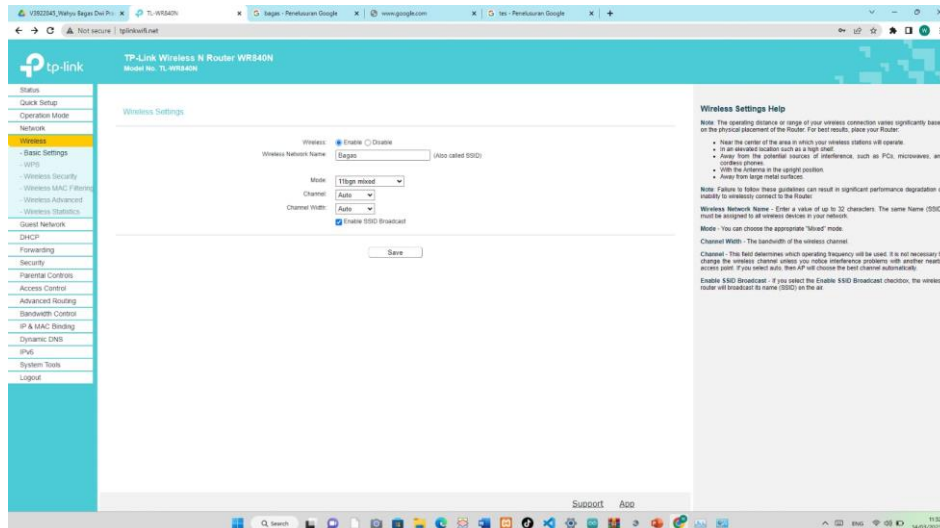 V3922045_Wahyu Bagas Dwi Pro
TL-WR840N
bagas - Penelusuran Google
www.google.com
tes - Penelusuran Google
Not secure | tplinkwifi.net
tp-link
TP-Link Wireless N Router WR840N
Model No. TL-WR840N
Status
Quick Setup
Operation Mode
Network
Wireless
- Basic Settings
- WPS
- Wireless Security
- Wireless MAC Filtering
- Wireless Advanced
- Wireless Statistics
Guest Network
DHCP
Forwarding
Security
Parental Controls
Access Control
Advanced Routing
Bandwidth Control
IP & MAC Binding
Dynamic DNS
IPv6
System Tools
Logout
Wireless Settings
Wireless: Enable Disable
Wireless Network Name: Bagas (Also called SSID)
Mode: 11bgn mixed
Channel: Auto
Channel Width: Auto
Enable SSID Broadcast
Save
Wireless Settings Help
Note: The operating distance or range of your wireless connection varies significantly base
on the physical placement of the Router. For best results, place your Router:
Near the center of the area in which your wireless stations will operate.
In an elevated location such as a high shelf.
Away from the potential sources of interference, such as PCs, microwaves, an
cordless phones.
With the Antenna in the upright position.
Away from large metal surfaces.
Note: Failure to follow these guidelines can result in significant performance degradation
inability to wirelessly connect to the Router.
Wireless Network Name - Enter a value of up to 32 characters. The same Name (SSID
must be assigned to all wireless devices in your network.
Mode - You can choose the appropriate "Mixed" mode.
Channel Width - The bandwidth of the wireless channel.
Channel - This field determines which operating frequency will be used. It is not necessary
change the wireless channel unless you notice interference problems with another nearb
access point. If you select auto, then AP will choose the best channel automatically.
Enable SSID Broadcast - If you select the Enable SSID Broadcast checkbox, the wireles
router will broadcast its name (SSID) on the air.
Support App
Search
ENG